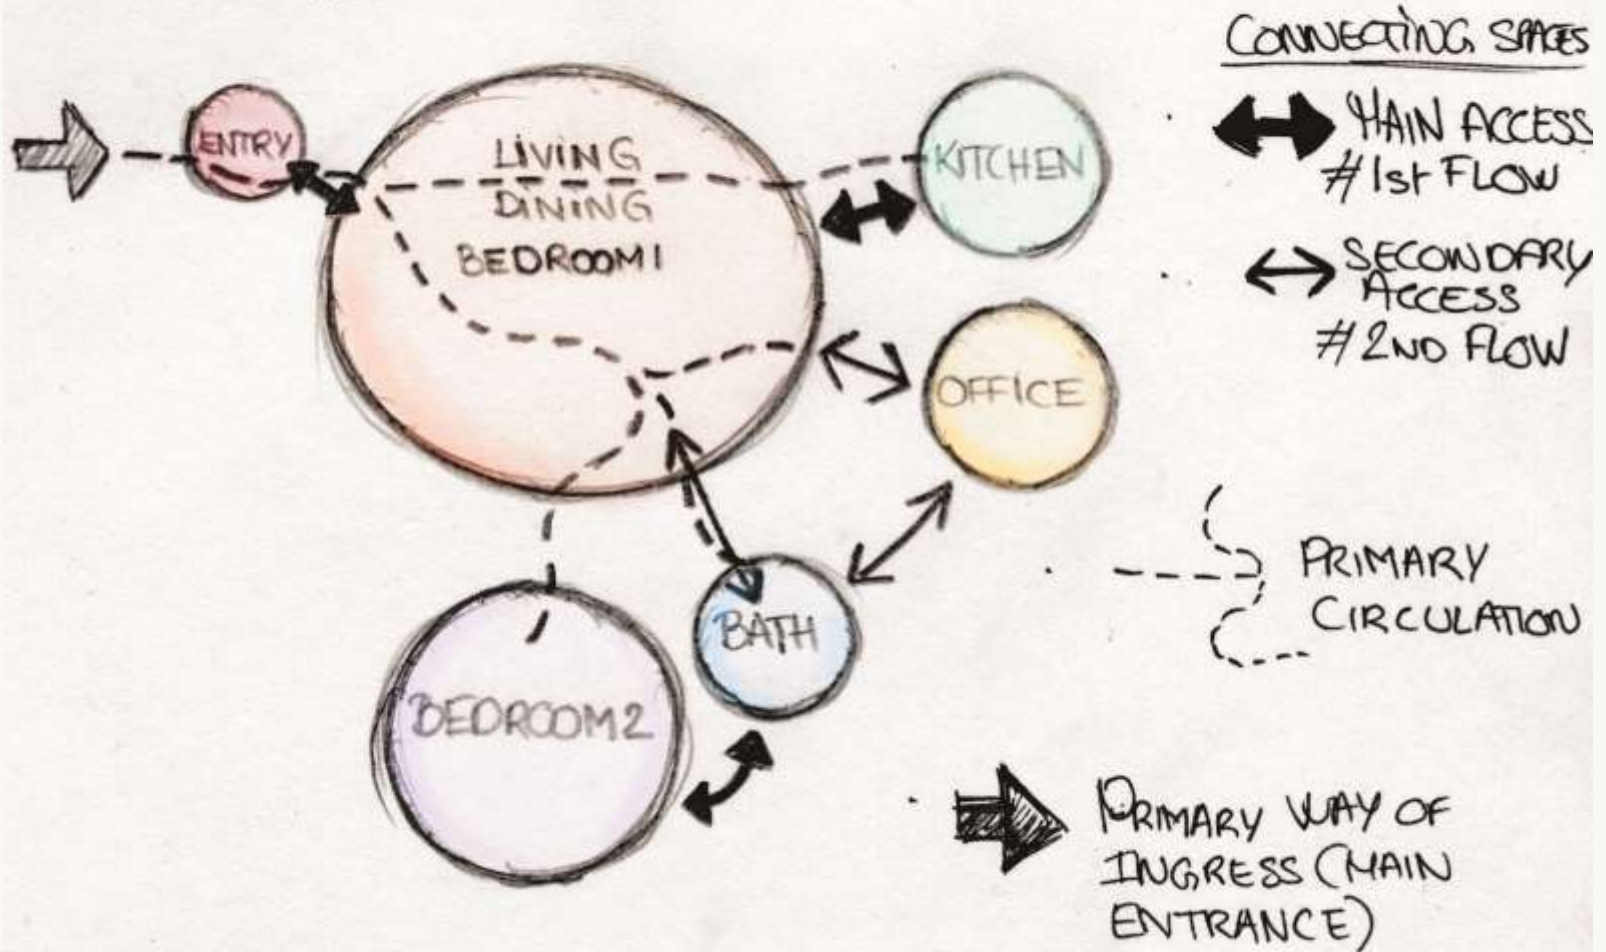 ENTRY
LIVING
DINING
BEDROOM1
KITCHEN
OFFICE
BATH
BEDROOM2
CONNECTING SPACES
MAIN ACCESS
#1st FLOW
SECONDARY
ACCESS
#2ND FLOW
PRIMARY
CIRCULATION
PRIMARY WAY OF
INGRESS (MAIN
ENTRANCE)